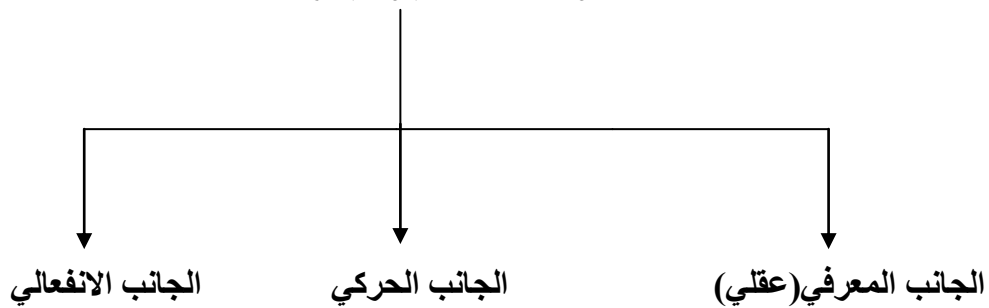 الجانب المعرفي(عقلي)
الجانب الحركي
الجانب الانفعالي